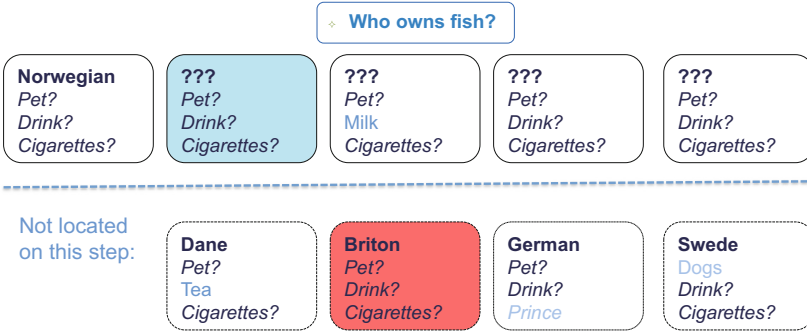 Who owns fish?
Norwegian
Pet?
Drink?
Cigarettes?
???
Pet?
Drink?
Cigarettes?
???
Pet?
Milk
Cigarettes?
???
Pet?
Drink?
Cigarettes?
???
Pet?
Drink?
Cigarettes?
Not located
on this step:
Dane
Pet?
Tea
Cigarettes?
Briton
Pet?
Drink?
Cigarettes?
German
Pet?
Drink?
Prince
Swede
Dogs
Drink?
Cigarettes?